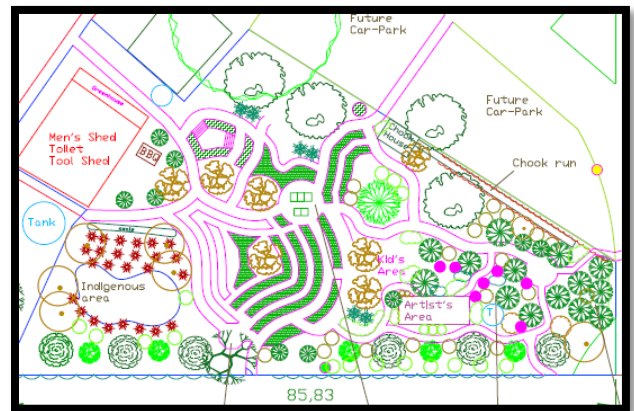 Future
Car-Park
Future
Car-Park
Greenhouse
Men's Shed
Toilet
Tool Shed
BBQ
Chook
House
Chook run
Tank
seats
Indigenous
area
Kid's
Area
Artist's
Area
T
85,83